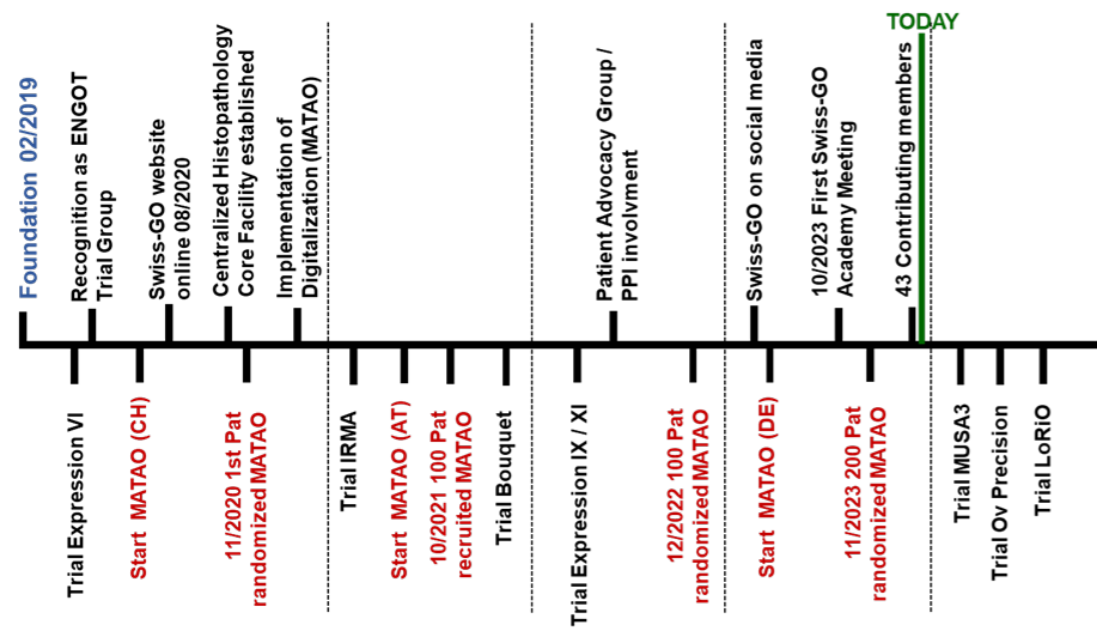 TODAY
Foundation 02/2019
Recognition as ENGOT
Trial Group
Swiss-GO website
online 08/2020
Centralized Histopathology
Core Facility established
Implementation of
Digitalization (MATAO)
Patient Advocacy Group /
PPI involvment
Swiss-GO on social media
10/2023 First Swiss-GO
Academy Meeting
43 Contributing members
Trial Expression VI
Start MATAO (CH)
11/2020 1st Pat
randomized MATAO
Trial IRMA
Start MATAO (AT)
10/2021 100 Pat
recruited MATAO
Trial Bouquet
Trial Expression IX / XI
12/2022 100 Pat
randomized MATAO
Start MATAO (DE)
11/2023 200 Pat
randomized MATAO
Trial MUSA3
Trial Ov Precision
Trial LoRiO